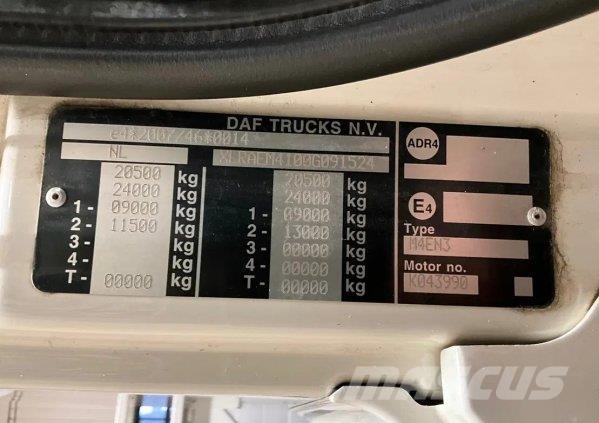 DAF TRUCKS N.V.
e4*2007/46*0014
NL XLRAEM4100G091524
20500 kg 20500 kg
24000 kg 24000 kg
1- 09000 kg 1- 09000 kg
2- 11500 kg 2- 13000 kg
3- kg 3- 00000 kg
4- kg 4- 00000 kg
T- 00000 kg T- 00000 kg
ADR4
E4
Type
M4EN3
Motor no.
K043990
MASCUS